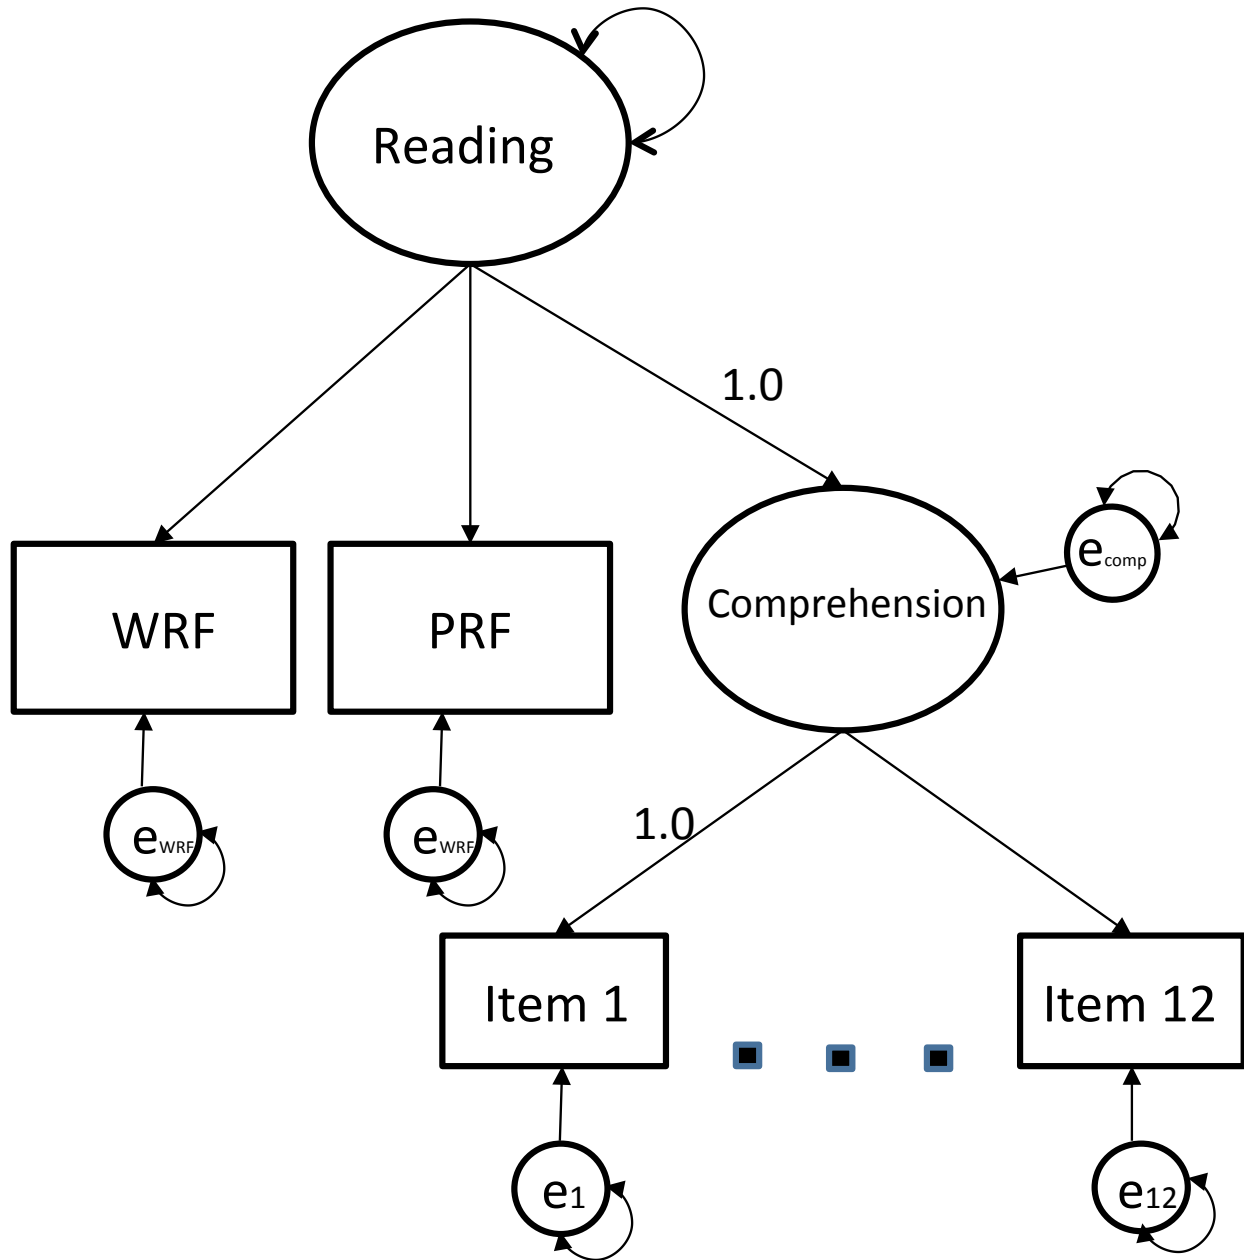 Reading
1.0
WRF
PRF
Comprehension
ecomp
eWRF
eWRF
1.0
Item 1
Item 12
e1
e12